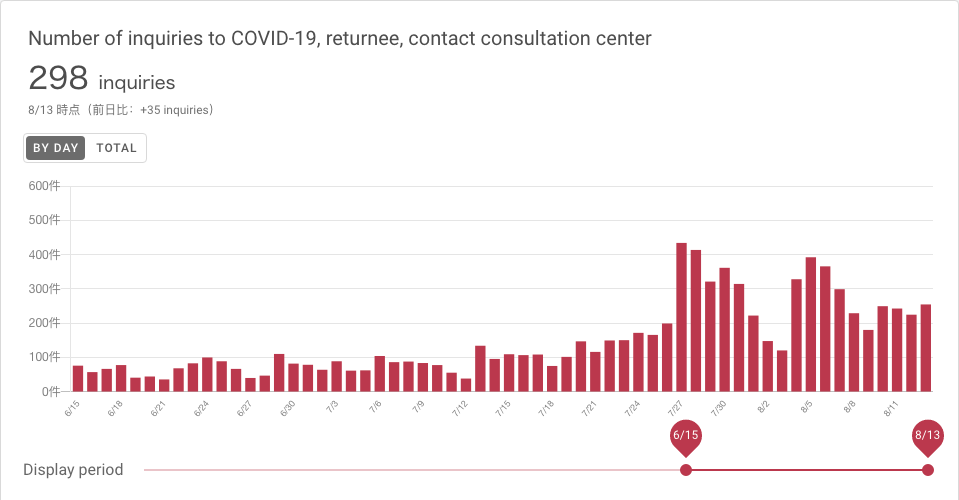 Number of inquiries to COVID-19, returnee, contact consultation center
298 inquiries
8/13 時点（前日比： +35 inquiries）
BY DAY TOTAL
600件
500件
400件
300件
200件
100件
0件
6/15 6/18 6/21 6/24 6/27 6/30 7/3 7/6 7/9 7/12 7/15 7/18 7/21 7/24 7/27 7/30 8/2 8/5 8/8 8/11
6/15 8/13
Display period